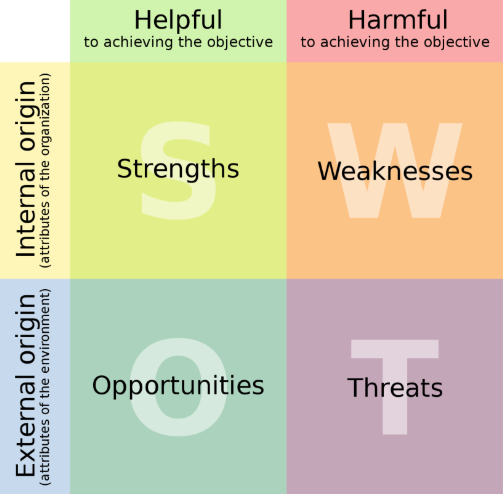 Helpful
to achieving the objective
Harmful
to achieving the objective
Internal origin
(attributes of the organization)
S
Strengths
W
Weaknesses
External origin
(attributes of the environment)
O
Opportunities
T
Threats